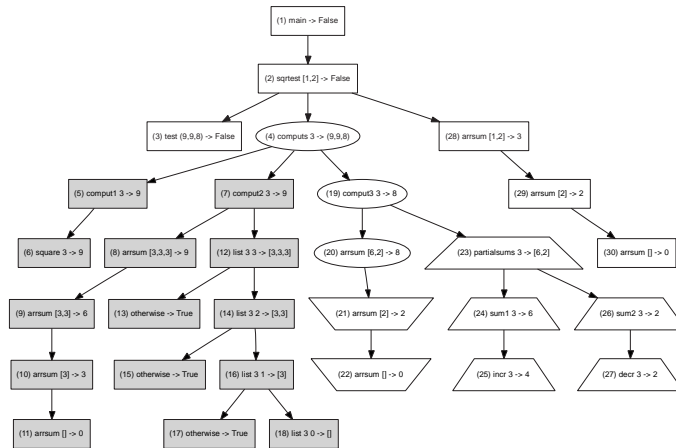 (1) main -> False
(2) sqrtest [1,2] -> False
(3) test (9,9,8) -> False
(4) computs 3 -> (9,9,8)
(28) arrsum [1,2] -> 3
(5) comput1 3 -> 9
(7) comput2 3 -> 9
(19) comput3 3 -> 8
(29) arrsum [2] -> 2
(6) square 3 -> 9
(8) arrsum [3,3,3] -> 9
(12) list 3 3 -> [3,3,3]
(20) arrsum [6,2] -> 8
(23) partialsums 3 -> [6,2]
(30) arrsum [] -> 0
(9) arrsum [3,3] -> 6
(13) otherwise -> True
(14) list 3 2 -> [3,3]
(21) arrsum [2] -> 2
(24) sum1 3 -> 6
(26) sum2 3 -> 2
(10) arrsum [3] -> 3
(15) otherwise -> True
(16) list 3 1 -> [3]
(22) arrsum [] -> 0
(25) incr 3 -> 4
(27) decr 3 -> 2
(11) arrsum [] -> 0
(17) otherwise -> True
(18) list 3 0 -> []